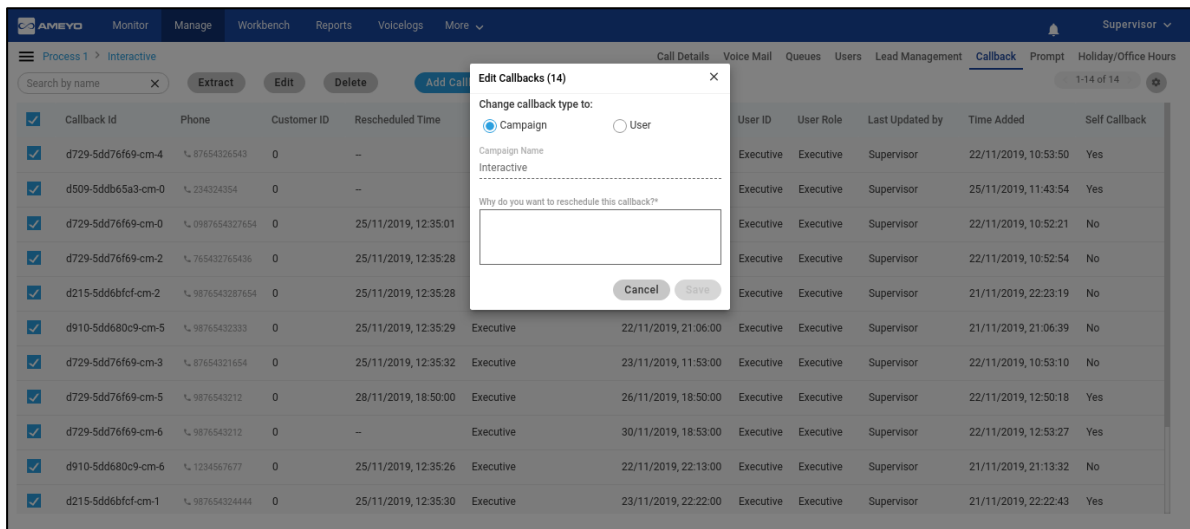 AMEYO Monitor Manage Workbench Reports Voicelogs More Supervisor
Process 1 > Interactive Call Details Voice Mail Queues Users Lead Management Callback Prompt Holiday/Office Hours
Search by name X Extract Edit Delete Add Call 1-14 of 14
Edit Callbacks (14) ×
Change callback type to:
Campaign User
Campaign Name
Interactive
Why do you want to reschedule this callback?*
Cancel Save
Callback Id Phone Customer ID Rescheduled Time User ID User Role Last Updated by Time Added Self Callback
d729-5dd76f69-cm-4 87654326543 0 – Executive Executive Supervisor 22/11/2019, 10:53:50 Yes
d509-5ddb65a3-cm-0 234324354 0 – Executive Executive Supervisor 25/11/2019, 11:43:54 Yes
d729-5dd76f69-cm-0 0987654327654 0 25/11/2019, 12:35:01 Executive Executive Supervisor 22/11/2019, 10:52:21 No
d729-5dd76f69-cm-2 765432765436 0 25/11/2019, 12:35:28 Executive Executive Supervisor 22/11/2019, 10:52:54 No
d215-5dd6bfcf-cm-2 9876543287654 0 25/11/2019, 12:35:28 Executive Executive Supervisor 21/11/2019, 22:23:19 No
d910-5dd680c9-cm-5 98765432333 0 25/11/2019, 12:35:29 Executive 22/11/2019, 21:06:00 Executive Executive Supervisor 21/11/2019, 21:06:39 No
d729-5dd76f69-cm-3 87654321654 0 25/11/2019, 12:35:32 Executive 23/11/2019, 11:53:00 Executive Executive Supervisor 22/11/2019, 10:53:10 No
d729-5dd76f69-cm-5 9876543212 0 28/11/2019, 18:50:00 Executive 26/11/2019, 18:50:00 Executive Executive Supervisor 22/11/2019, 12:50:18 Yes
d729-5dd76f69-cm-6 9876543212 0 – Executive 30/11/2019, 18:53:00 Executive Executive Supervisor 22/11/2019, 12:53:27 Yes
d910-5dd680c9-cm-6 1234567677 0 25/11/2019, 12:35:26 Executive 22/11/2019, 22:13:00 Executive Executive Supervisor 21/11/2019, 21:13:32 No
d215-5dd6bfcf-cm-1 987654324444 0 25/11/2019, 12:35:30 Executive 23/11/2019, 22:22:00 Executive Executive Supervisor 21/11/2019, 22:22:43 Yes